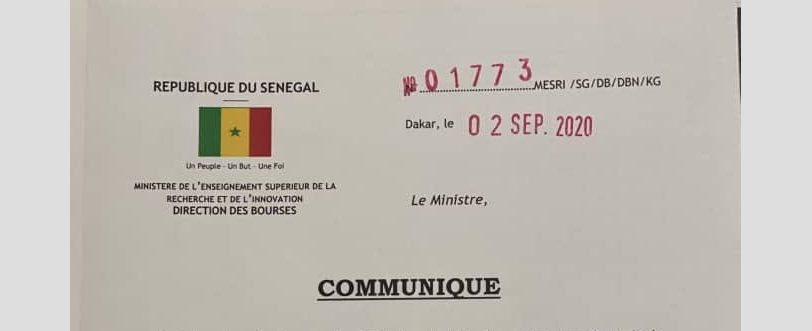 REPUBLIQUE DU SENEGAL
Un Peuple - Un But - Une Foi
MINISTERE DE L'ENSEIGNEMENT SUPERIEUR DE LA
RECHERCHE ET DE L'INNOVATION
DIRECTION DES BOURSES
№ 01773 MESRI /SG/DB/DBN/KG
Dakar, le 02 SEP. 2020
Le Ministre,
COMMUNIQUE